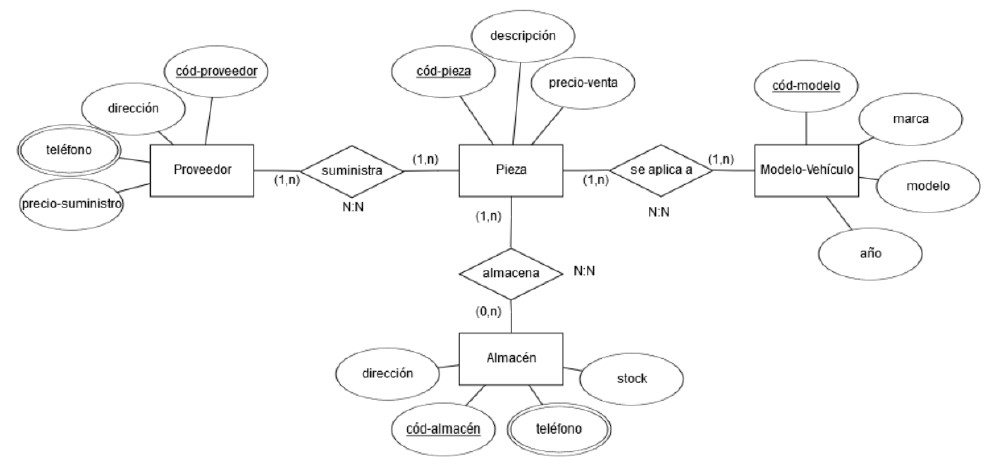 descripción
cód-proveedor
cód-pieza
precio-venta
cód-modelo
dirección
marca
teléfono
Proveedor
(1,n)
suministra
(1,n)
Pieza
(1,n)
se aplica a
(1,n)
Modelo-Vehículo
modelo
precio-suministro
N:N
N:N
(1,n)
año
almacena
N:N
(0,n)
Almacén
dirección
stock
cód-almacén
teléfono